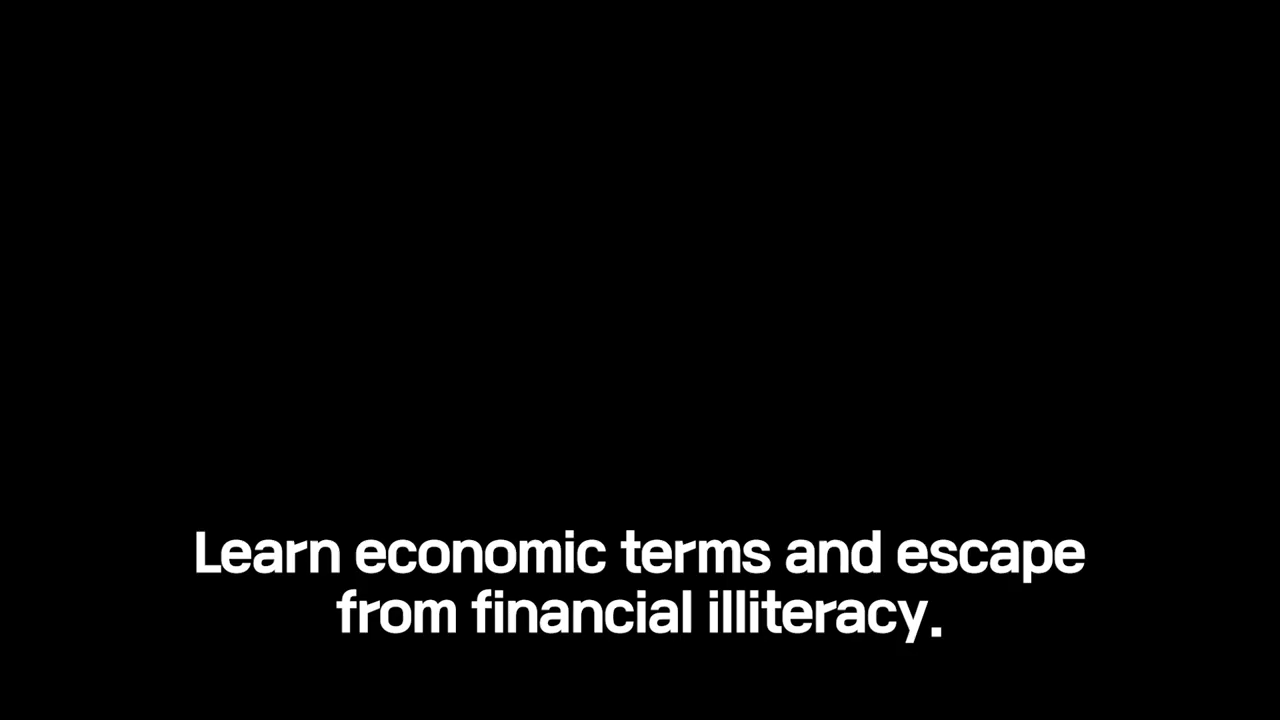 Learn economic terms and escape
from financial illiteracy.